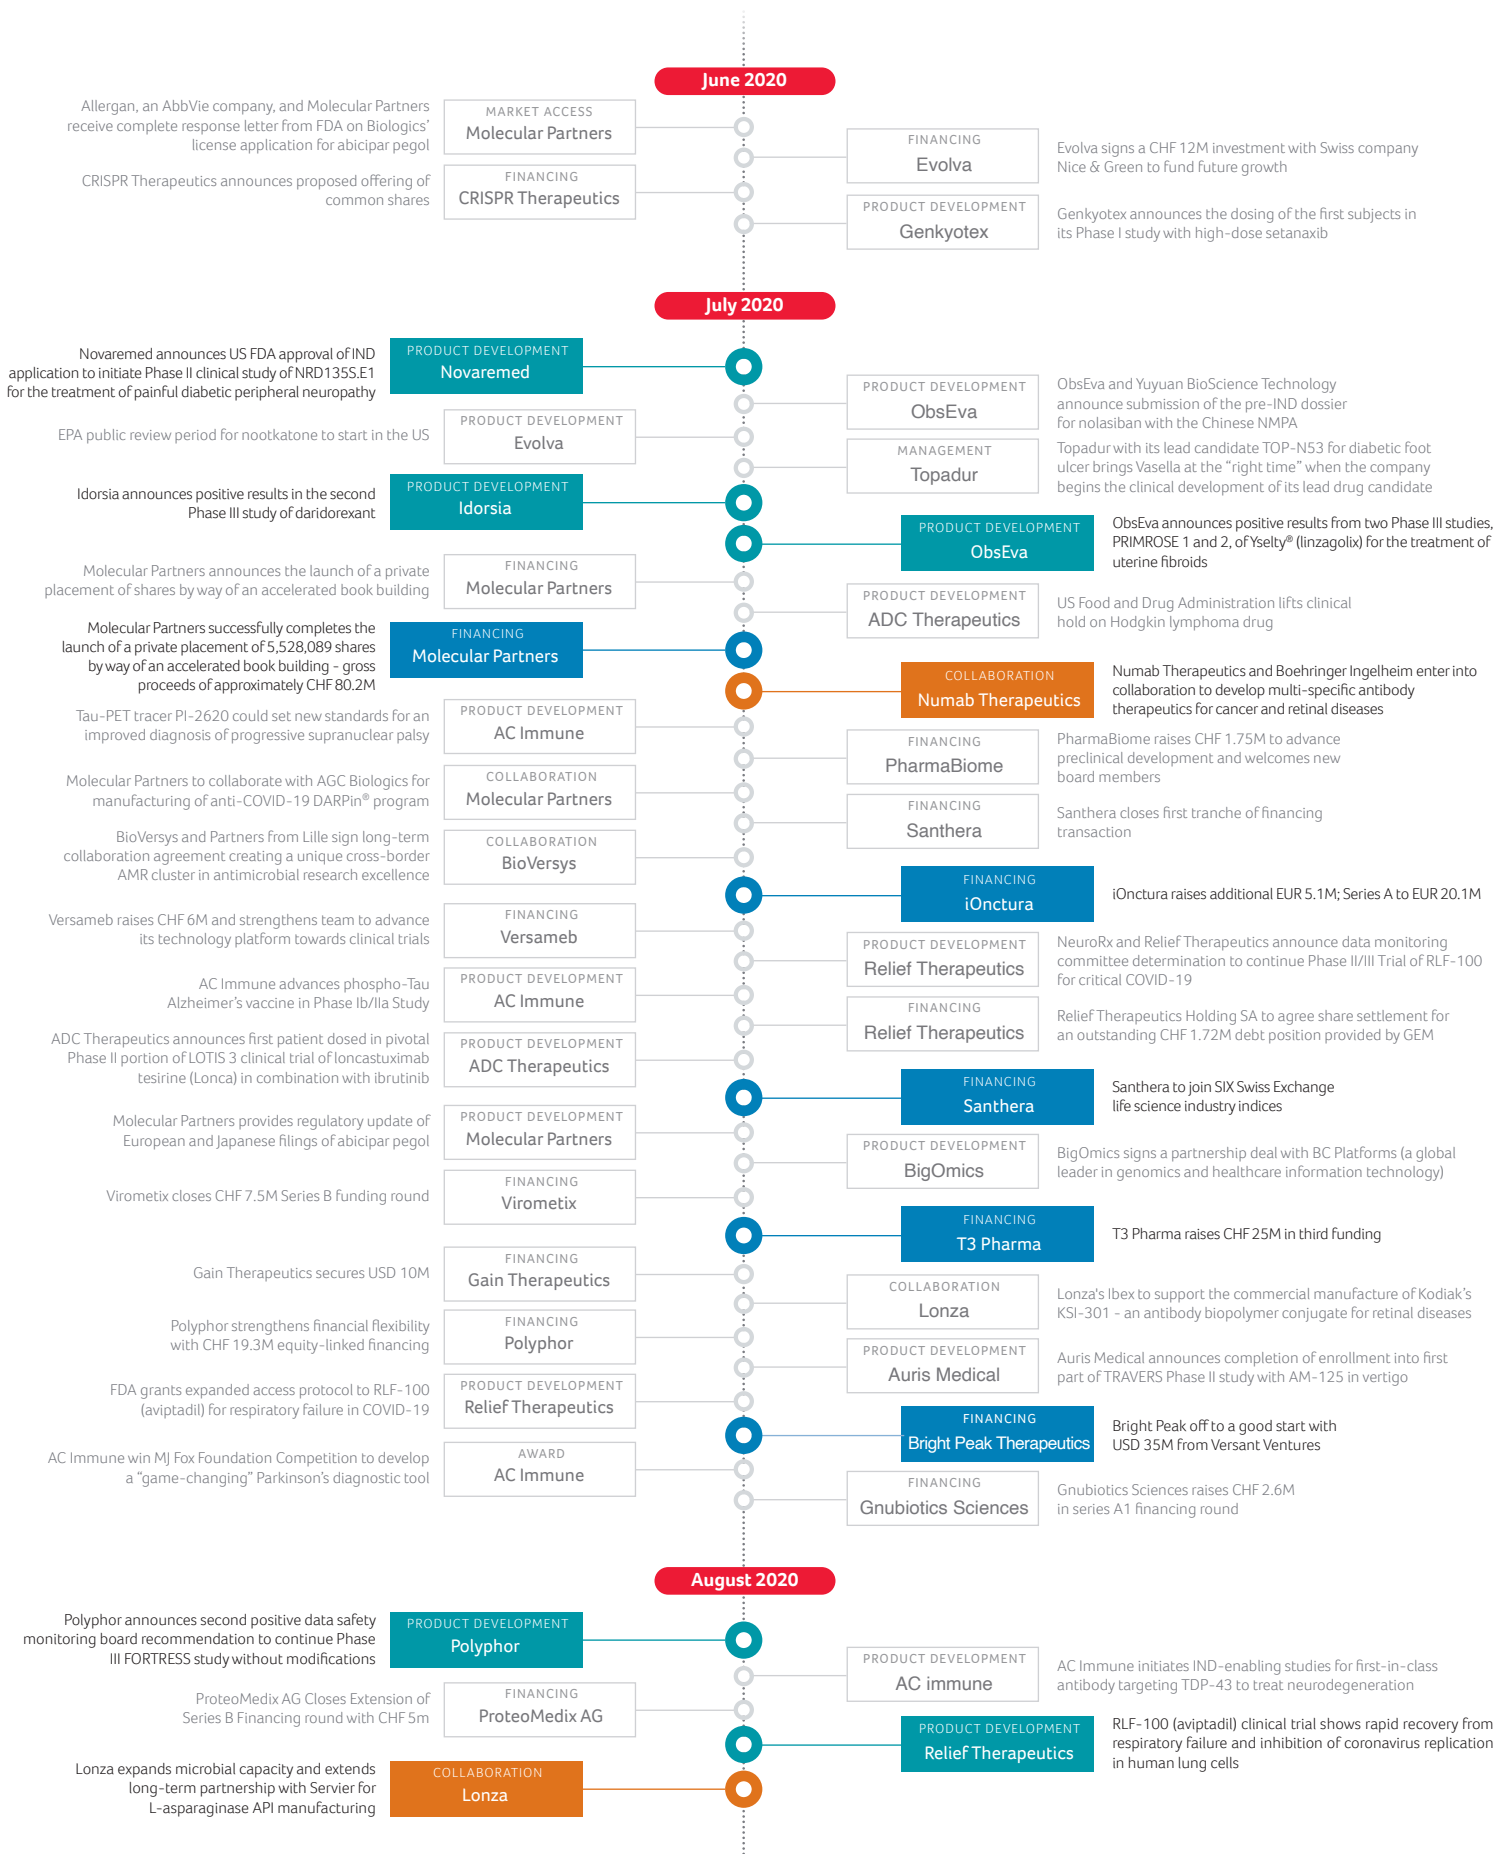 June 2020
Allergan, an AbbVie company, and Molecular Partners
receive complete response letter from FDA on Biologics’
license application for abicipar pegol
MARKET ACCESS
Molecular Partners
FINANCING
Evolva
Evolva signs a CHF 12M investment with Swiss company
Nice & Green to fund future growth
CRISPR Therapeutics announces proposed offering of
common shares
FINANCING
CRISPR Therapeutics
PRODUCT DEVELOPMENT
Genkyotex
Genkyotex announces the dosing of the first subjects in
its Phase I study with high-dose setanaxib
July 2020
Novaremed announces US FDA approval of IND
application to initiate Phase II clinical study of NRD135S.E1
for the treatment of painful diabetic peripheral neuropathy
PRODUCT DEVELOPMENT
Novaremed
PRODUCT DEVELOPMENT
ObsEva
ObsEva and Yuyuan BioScience Technology
announce submission of the pre-IND dossier
for nolasiban with the Chinese NMPA
EPA public review period for nootkatone to start in the US
PRODUCT DEVELOPMENT
Evolva
MANAGEMENT
Topadur
Topadur with its lead candidate TOP-N53 for diabetic foot
ulcer brings Vasella at the “right time” when the company
begins the clinical development of its lead drug candidate
Idorsia announces positive results in the second
Phase III study of daridorexant
PRODUCT DEVELOPMENT
Idorsia
PRODUCT DEVELOPMENT
ObsEva
ObsEva announces positive results from two Phase III studies,
PRIMROSE 1 and 2, of Yselty® (linzagolix) for the treatment of
uterine fibroids
Molecular Partners announces the launch of a private
placement of shares by way of an accelerated book building
FINANCING
Molecular Partners
PRODUCT DEVELOPMENT
ADC Therapeutics
US Food and Drug Administration lifts clinical
hold on Hodgkin lymphoma drug
Molecular Partners successfully completes the
launch of a private placement of 5,528,089 shares
by way of an accelerated book building - gross
proceeds of approximately CHF 80.2M
FINANCING
Molecular Partners
COLLABORATION
Numab Therapeutics
Numab Therapeutics and Boehringer Ingelheim enter into
collaboration to develop multi-specific antibody
therapeutics for cancer and retinal diseases
Tau-PET tracer PI-2620 could set new standards for an
improved diagnosis of progressive supranuclear palsy
PRODUCT DEVELOPMENT
AC Immune
FINANCING
PharmaBiome
PharmaBiome raises CHF 1.75M to advance
preclinical development and welcomes new
board members
Molecular Partners to collaborate with AGC Biologics for
manufacturing of anti-COVID-19 DARPin® program
COLLABORATION
Molecular Partners
FINANCING
Santhera
Santhera closes first tranche of financing
transaction
BioVersys and Partners from Lille sign long-term
collaboration agreement creating a unique cross-border
AMR cluster in antimicrobial research excellence
COLLABORATION
BioVersys
FINANCING
iOnctura
iOnctura raises additional EUR 5.1M; Series A to EUR 20.1M
Versameb raises CHF 6M and strengthens team to advance
its technology platform towards clinical trials
FINANCING
Versameb
PRODUCT DEVELOPMENT
Relief Therapeutics
NeuroRx and Relief Therapeutics announce data monitoring
committee determination to continue Phase II/III Trial of RLF-100
for critical COVID-19
AC Immune advances phospho-Tau
Alzheimer’s vaccine in Phase Ib/IIa Study
PRODUCT DEVELOPMENT
AC Immune
FINANCING
Relief Therapeutics
Relief Therapeutics Holding SA to agree share settlement for
an outstanding CHF 1.72M debt position provided by GEM
ADC Therapeutics announces first patient dosed in pivotal
Phase II portion of LOTIS 3 clinical trial of loncastuximab
tesirine (Lonca) in combination with ibrutinib
PRODUCT DEVELOPMENT
ADC Therapeutics
FINANCING
Santhera
Santhera to join SIX Swiss Exchange
life science industry indices
Molecular Partners provides regulatory update of
European and Japanese filings of abicipar pegol
PRODUCT DEVELOPMENT
Molecular Partners
PRODUCT DEVELOPMENT
BigOmics
BigOmics signs a partnership deal with BC Platforms (a global
leader in genomics and healthcare information technology)
Virometix closes CHF 7.5M Series B funding round
FINANCING
Virometix
FINANCING
T3 Pharma
T3 Pharma raises CHF 25M in third funding
Gain Therapeutics secures USD 10M
FINANCING
Gain Therapeutics
COLLABORATION
Lonza
Lonza's Ibex to support the commercial manufacture of Kodiak’s
KSI-301 - an antibody biopolymer conjugate for retinal diseases
Polyphor strengthens financial flexibility
with CHF 19.3M equity-linked financing
FINANCING
Polyphor
PRODUCT DEVELOPMENT
Auris Medical
Auris Medical announces completion of enrollment into first
part of TRAVERS Phase II study with AM-125 in vertigo
FDA grants expanded access protocol to RLF-100
(aviptadil) for respiratory failure in COVID-19
PRODUCT DEVELOPMENT
Relief Therapeutics
FINANCING
Bright Peak Therapeutics
Bright Peak off to a good start with
USD 35M from Versant Ventures
AC Immune win MJ Fox Foundation Competition to develop
a “game-changing” Parkinson’s diagnostic tool
AWARD
AC Immune
FINANCING
Gnubiotics Sciences
Gnubiotics Sciences raises CHF 2.6M
in series A1 financing round
August 2020
Polyphor announces second positive data safety
monitoring board recommendation to continue Phase
III FORTRESS study without modifications
PRODUCT DEVELOPMENT
Polyphor
PRODUCT DEVELOPMENT
AC immune
AC Immune initiates IND-enabling studies for first-in-class
antibody targeting TDP-43 to treat neurodegeneration
ProteoMedix AG Closes Extension of
Series B Financing round with CHF 5m
FINANCING
ProteoMedix AG
PRODUCT DEVELOPMENT
Relief Therapeutics
RLF-100 (aviptadil) clinical trial shows rapid recovery from
respiratory failure and inhibition of coronavirus replication
in human lung cells
Lonza expands microbial capacity and extends
long-term partnership with Servier for
L-asparaginase API manufacturing
COLLABORATION
Lonza